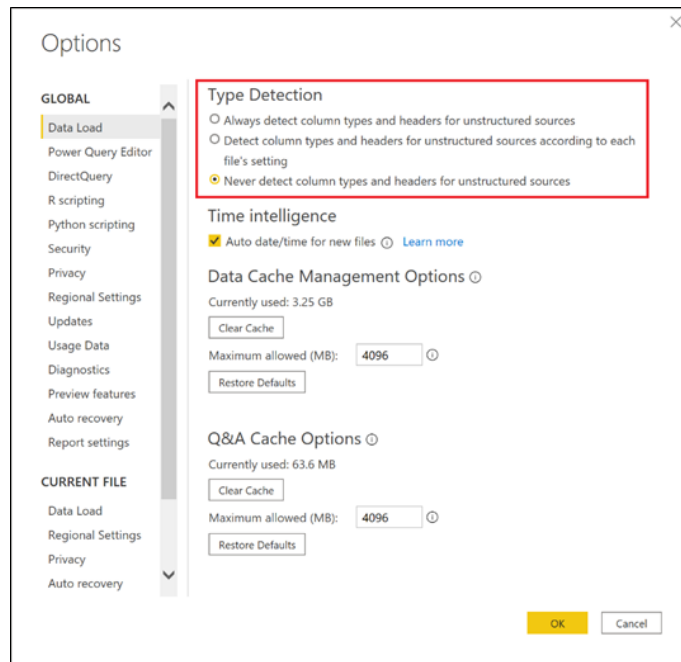 Options
GLOBAL
Data Load
Power Query Editor
DirectQuery
R scripting
Python scripting
Security
Privacy
Regional Settings
Updates
Usage Data
Diagnostics
Preview features
Auto recovery
Report settings
CURRENT FILE
Data Load
Regional Settings
Privacy
Auto recovery
Type Detection
Always detect column types and headers for unstructured sources
Detect column types and headers for unstructured sources according to each
file's setting
Never detect column types and headers for unstructured sources
Time intelligence
Auto date/time for new files Learn more
Data Cache Management Options
Currently used: 3.25 GB
Clear Cache
Maximum allowed (MB): 4096
Restore Defaults
Q&A Cache Options
Currently used: 63.6 MB
Clear Cache
Maximum allowed (MB): 4096
Restore Defaults
OK Cancel